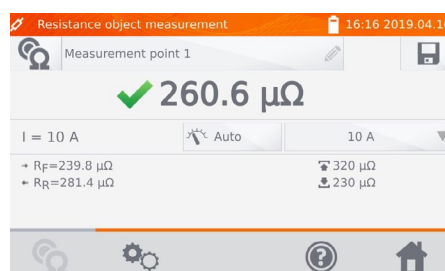 Resistance object measurement 16:16 2019.04.10
Measurement point 1
260.6 µΩ
I = 10 A Auto 10 A
RF=239.8 µΩ 320 µΩ
RR=281.4 µΩ 230 µΩ